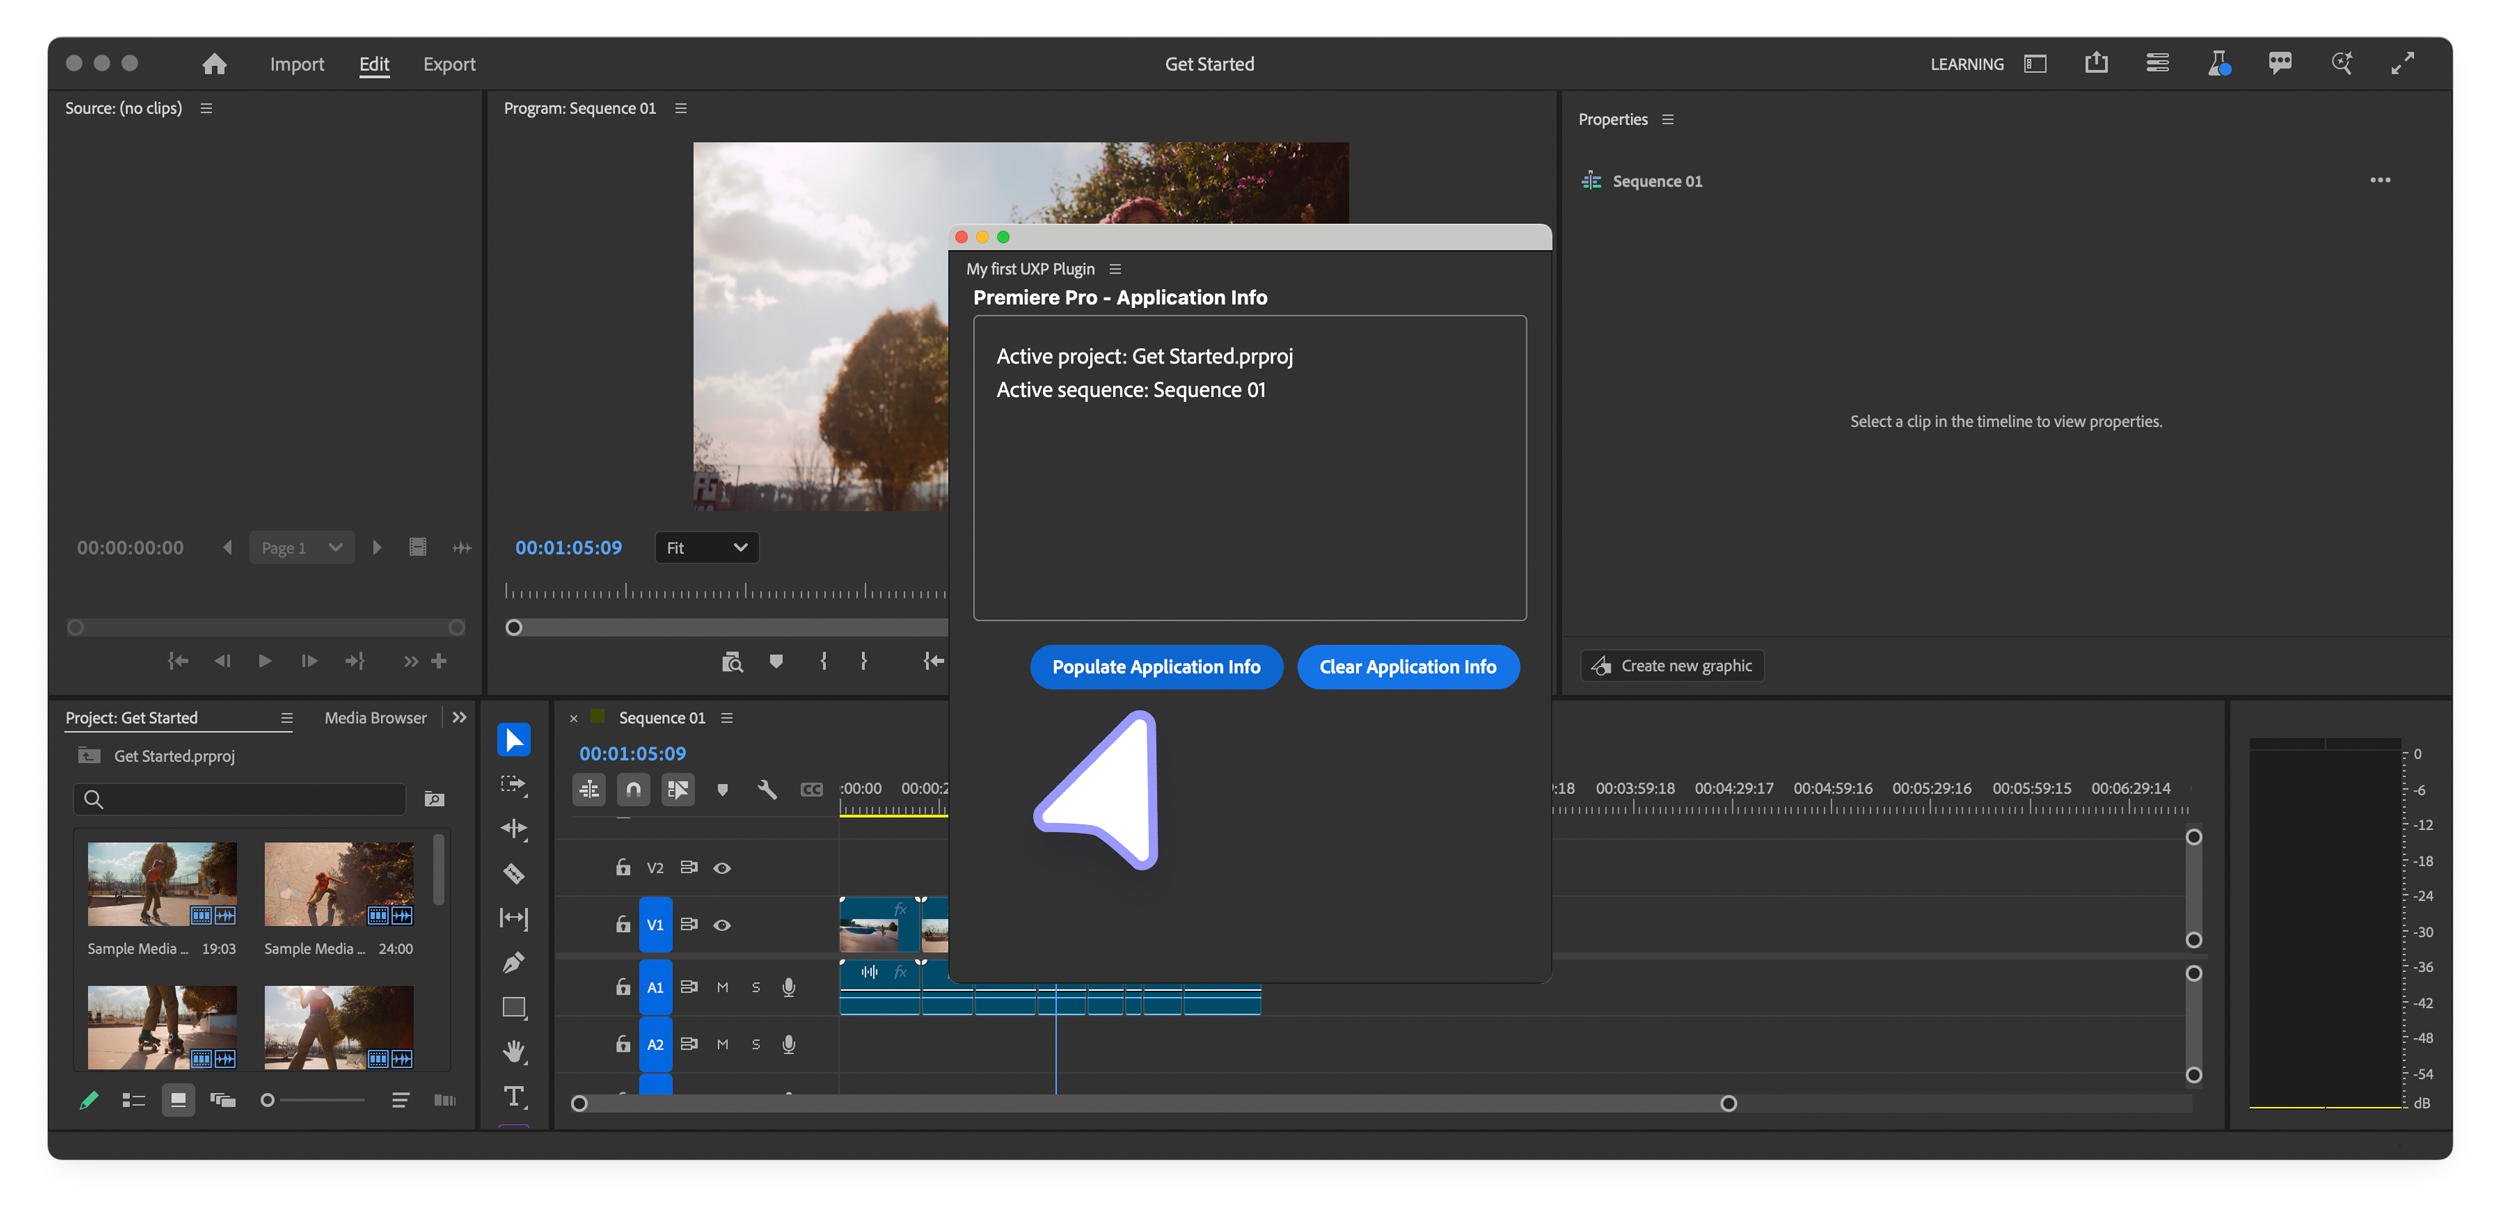 Import
Edit
Export
Get Started
LEARNING
Source: (no clips)
Program: Sequence 01
Properties
Sequence 01
Select a clip in the timeline to view properties.
My first UXP Plugin
Premiere Pro - Application Info
Active project: Get Started.prproj
Active sequence: Sequence 01
Populate Application Info
Clear Application Info
00:00:00:00
Page 1
00:01:05:09
Fit
Create new graphic
Project: Get Started
Media Browser
Get Started.prproj
Sample Media ...
19:03
Sample Media ...
24:00
Sequence 01
00:01:05:09
CC
:00:00
00:00:2
:18
00:03:59:18
00:04:29:17
00:04:59:16
00:05:29:16
00:05:59:15
00:06:29:14
V2
V1
fx
A1
M
S
fx
A2
M
S
T
0
-6
-12
-18
-24
-30
-36
-42
-48
-54
dB